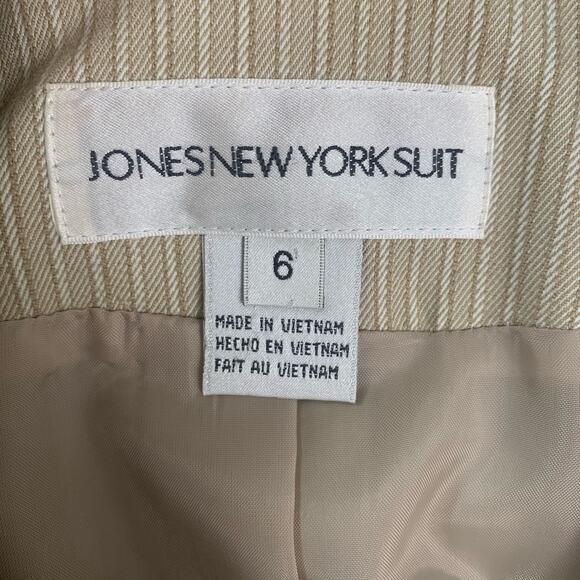 JONES NEW YORK SUIT
6
MADE IN VIETNAM
HECHO EN VIETNAM
FAIT AU VIETNAM